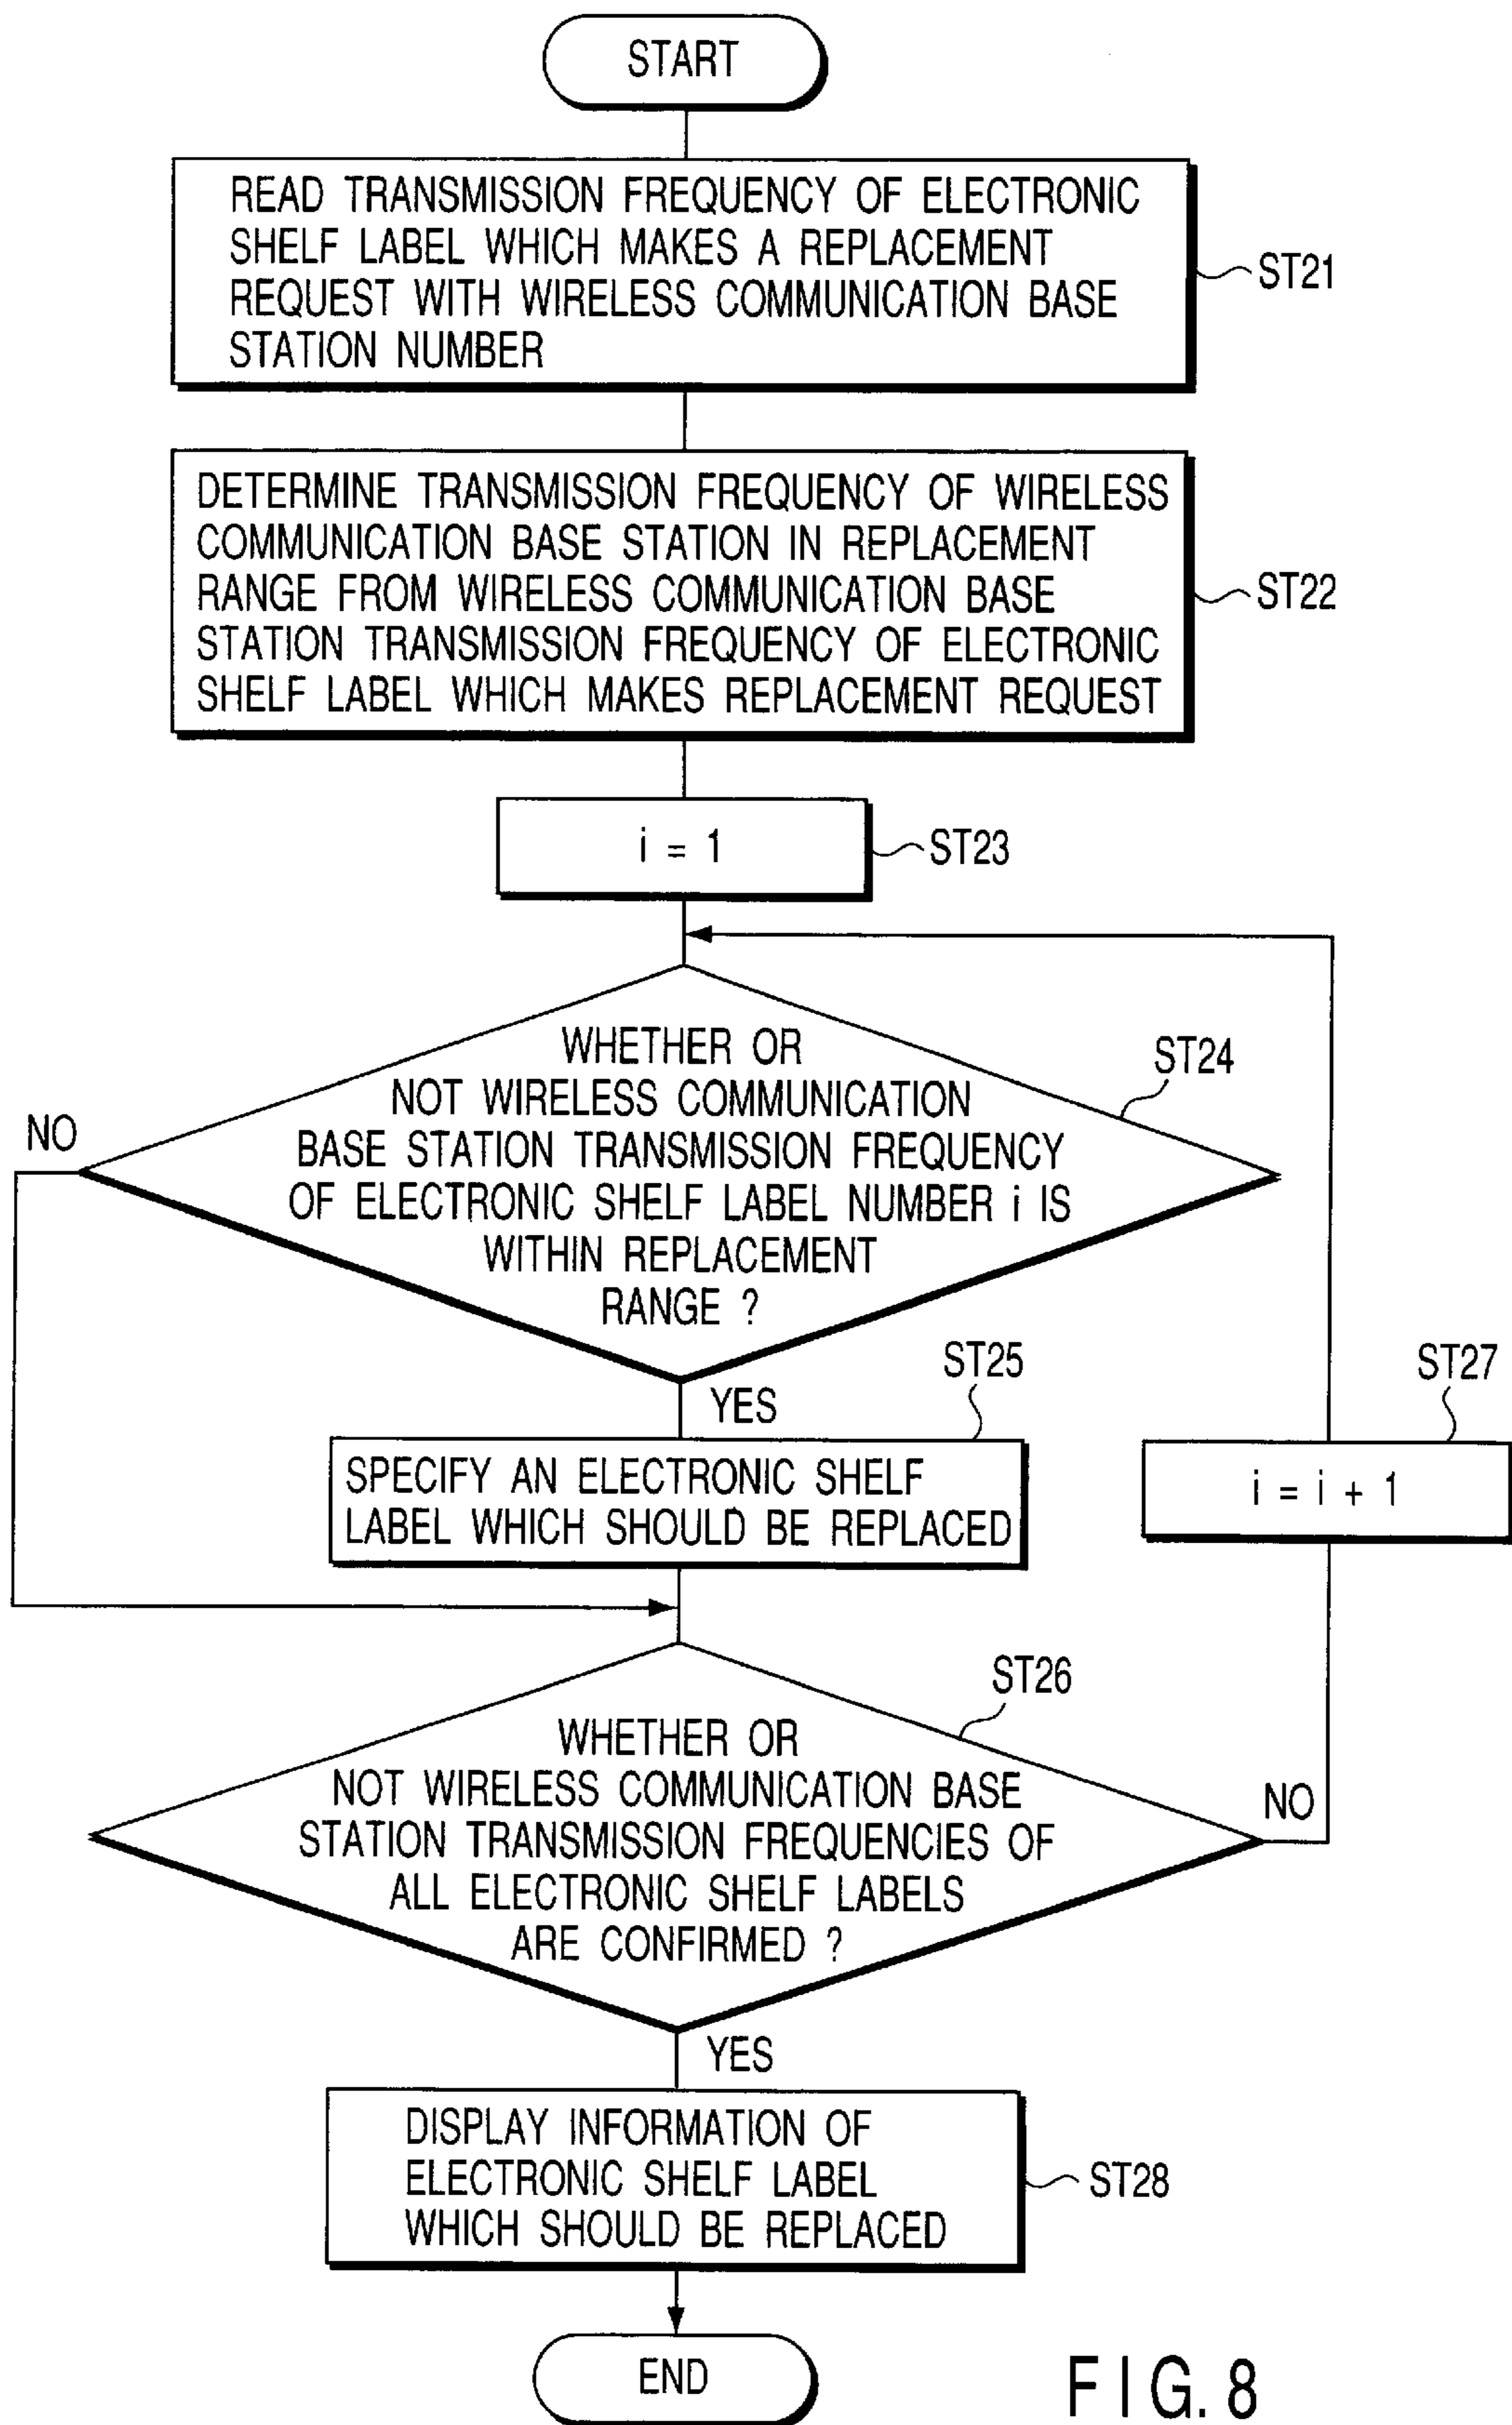 START
READ TRANSMISSION FREQUENCY OF ELECTRONIC
SHELF LABEL WHICH MAKES A REPLACEMENT
REQUEST WITH WIRELESS COMMUNICATION BASE
STATION NUMBER
ST21
DETERMINE TRANSMISSION FREQUENCY OF WIRELESS
COMMUNICATION BASE STATION IN REPLACEMENT
RANGE FROM WIRELESS COMMUNICATION BASE
STATION TRANSMISSION FREQUENCY OF ELECTRONIC
SHELF LABEL WHICH MAKES REPLACEMENT REQUEST
ST22
i = 1
ST23
WHETHER OR
NOT WIRELESS COMMUNICATION
BASE STATION TRANSMISSION FREQUENCY
OF ELECTRONIC SHELF LABEL NUMBER i IS
WITHIN REPLACEMENT
RANGE ?
ST24
NO
YES
ST25
SPECIFY AN ELECTRONIC SHELF
LABEL WHICH SHOULD BE REPLACED
ST27
i = i + 1
ST26
WHETHER OR
NOT WIRELESS COMMUNICATION BASE
STATION TRANSMISSION FREQUENCIES OF
ALL ELECTRONIC SHELF LABELS
ARE CONFIRMED ?
NO
YES
DISPLAY INFORMATION OF
ELECTRONIC SHELF LABEL
WHICH SHOULD BE REPLACED
ST28
END
FIG. 8